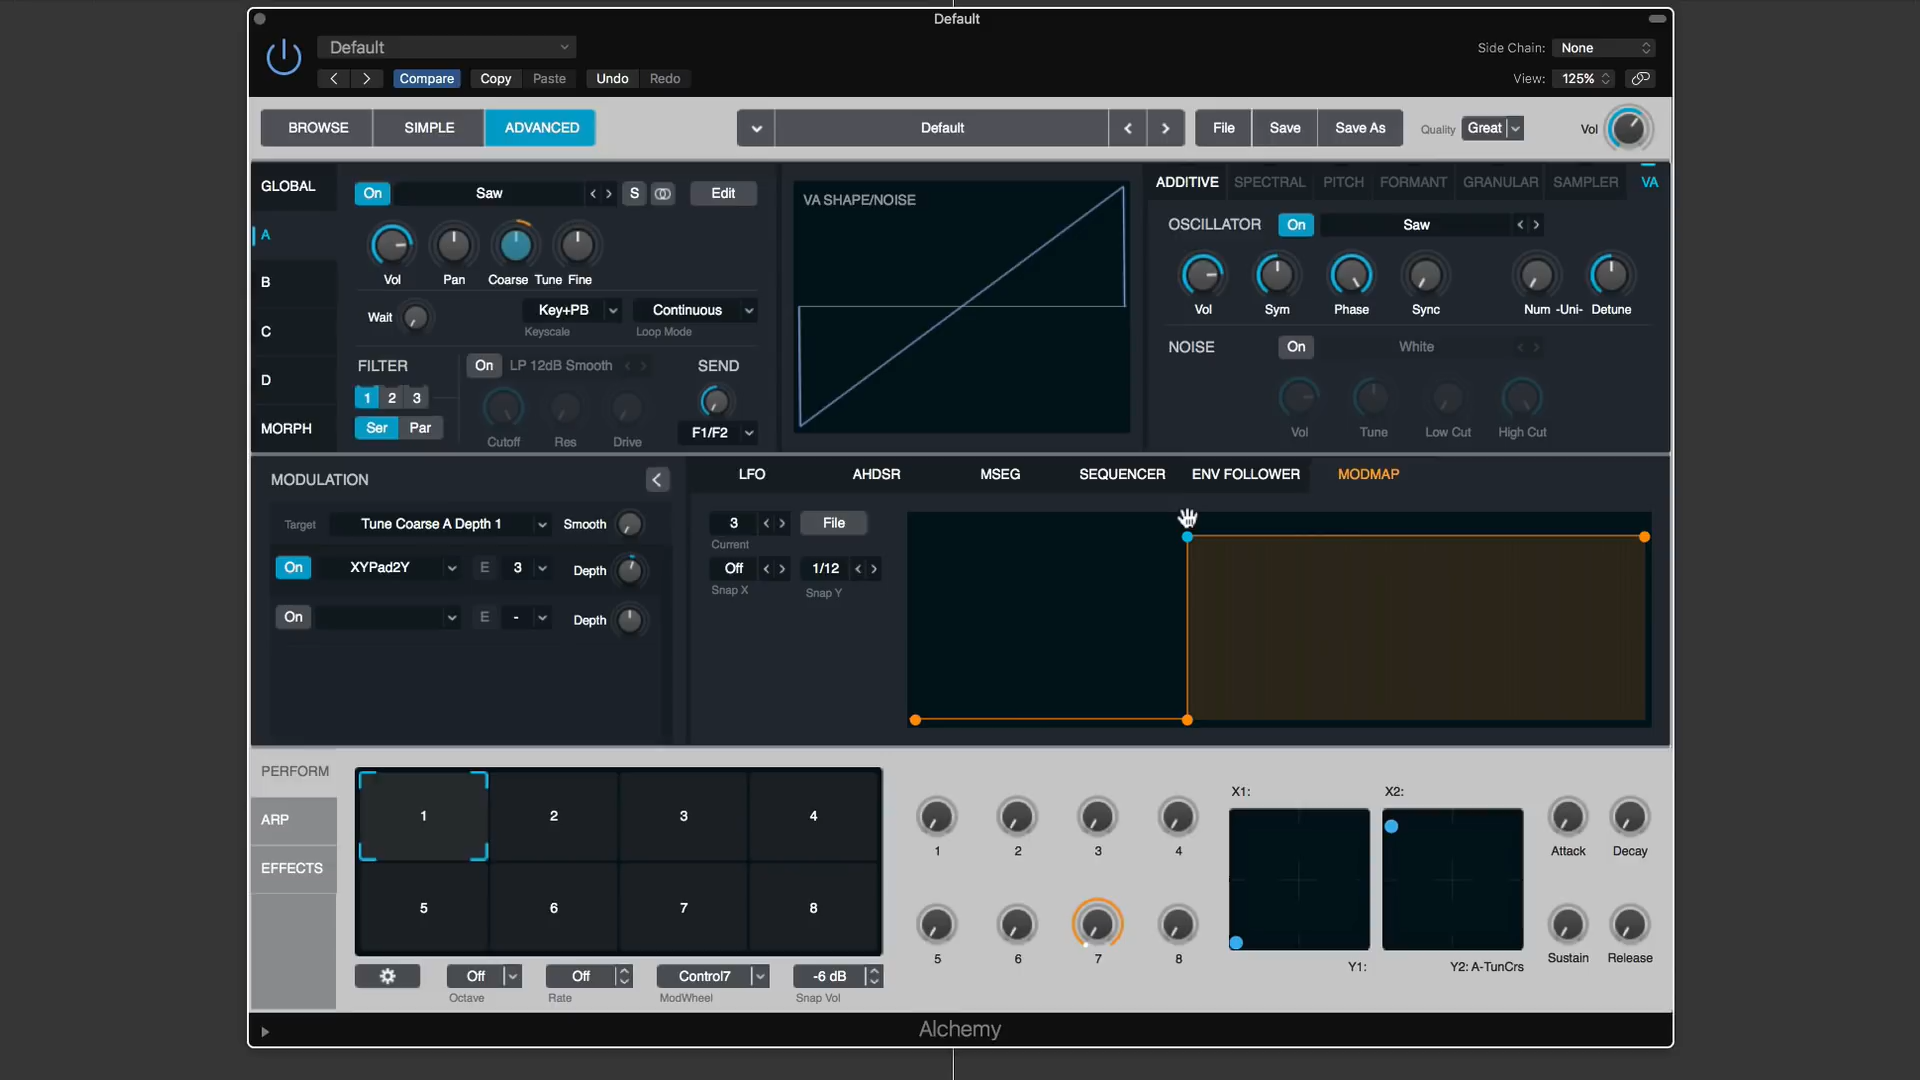 Default
Default
Side Chain: None
Compare Copy Paste Undo Redo
View: 125%
BROWSE SIMPLE ADVANCED Default File Save Save As Quality Great Vol
GLOBAL On Saw S Edit
A
B
C
D
MORPH
Vol Pan Coarse Tune Fine
Wait Key+PB Continuous
Keyscale Loop Mode
FILTER On LP 12dB Smooth SEND
1 2 3
Ser Par
Cutoff Res Drive F1/F2
VA SHAPE/NOISE
ADDITIVE SPECTRAL PITCH FORMANT GRANULAR SAMPLER VA
OSCILLATOR On Saw
Vol Sym Phase Sync Num -Uni- Detune
NOISE On White
Vol Tune Low Cut High Cut
MODULATION
Target Tune Coarse A Depth 1 Smooth
On XYPad2Y E 3 Depth
On E - Depth
LFO AHDSR MSEG SEQUENCER ENV FOLLOWER MODMAP
3 File
Current
Off 1/12
Snap X Snap Y
PERFORM
ARP
EFFECTS
1 2 3 4
5 6 7 8
Off Off Control7 -6 dB
Octave Rate ModWheel Snap Vol
1 2 3 4
5 6 7 8
X1: X2:
Y1: Y2: A-TunCrs
Attack Decay
Sustain Release
Alchemy